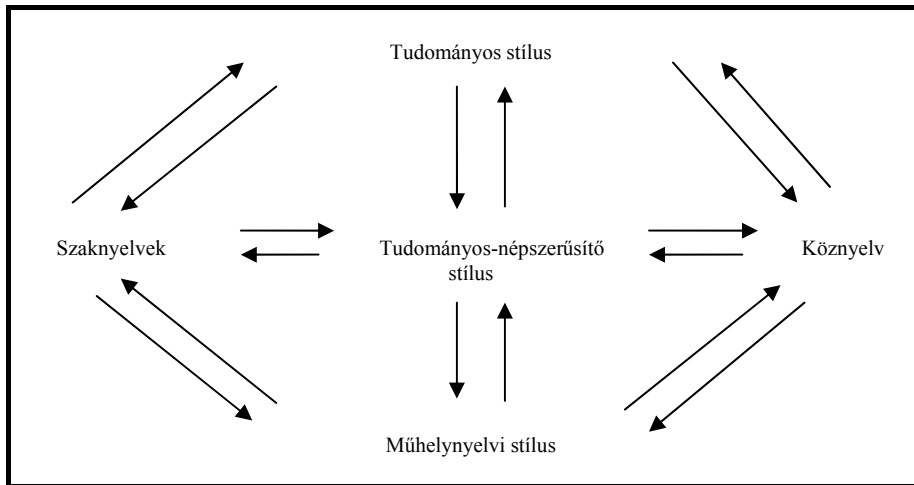 Tudományos stílus
Szaknyelvek
Tudományos-népszerűsítő
stílus
Köznyelv
Műhelynyelvi stílus